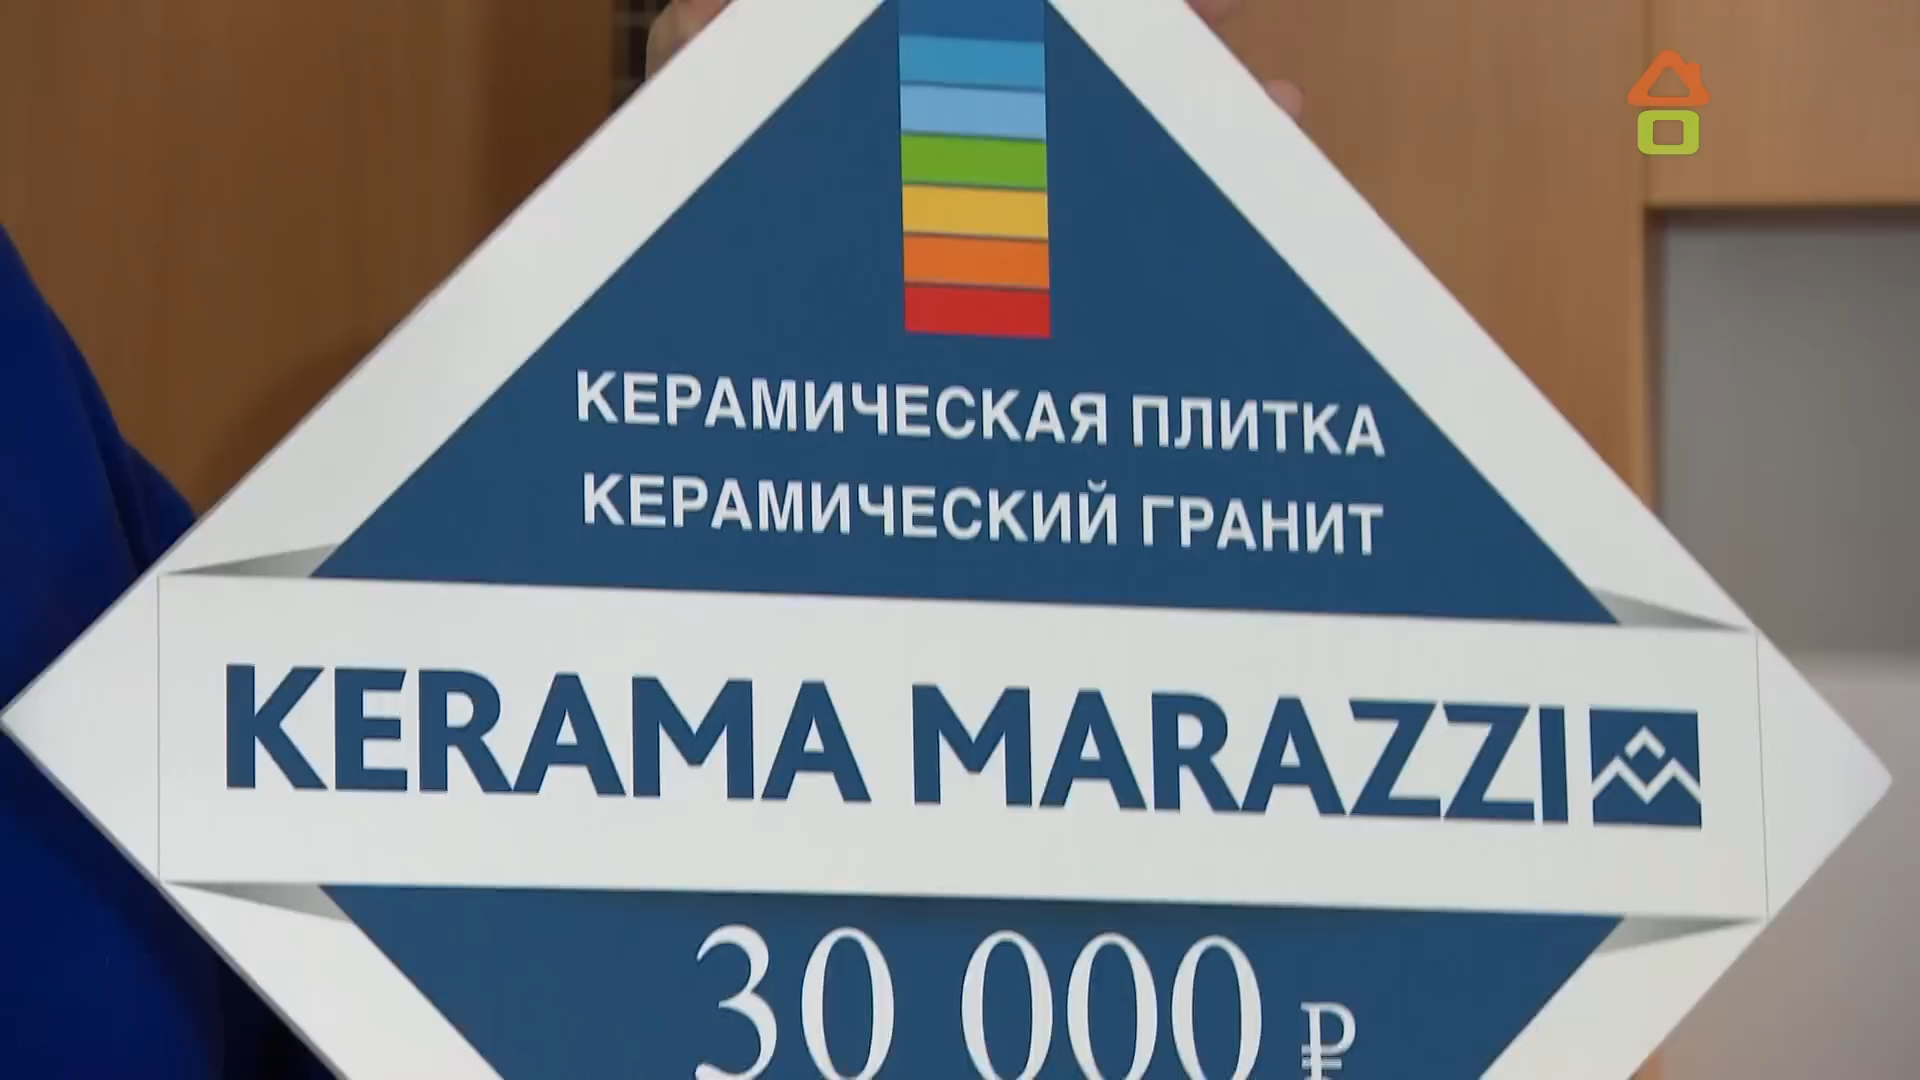 КЕРАМИЧЕСКАЯ ПЛИТКА
КЕРАМИЧЕСКИЙ ГРАНИТ
KERAMA MARAZZI
30 000 ₽